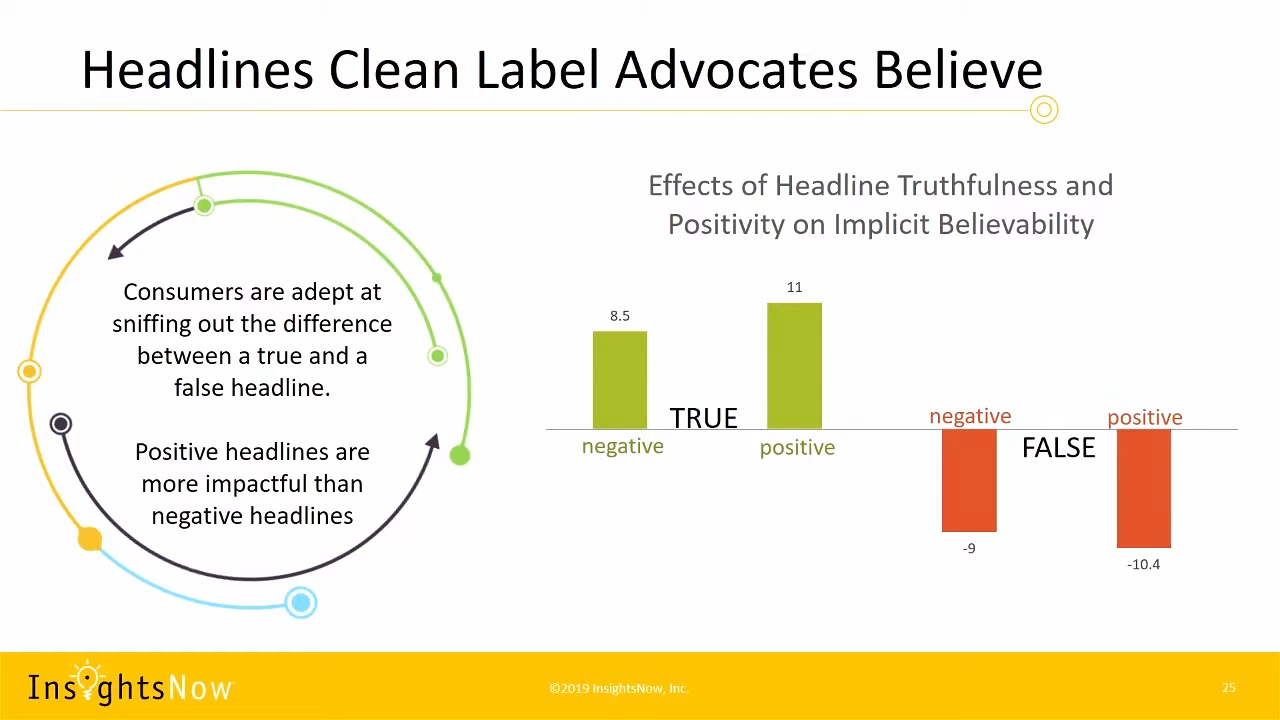 Headlines Clean Label Advocates Believe
Consumers are adept at
sniffing out the difference
between a true and a
false headline.
Positive headlines are
more impactful than
negative headlines
Effects of Headline Truthfulness and
Positivity on Implicit Believability
8.5
11
TRUE
negative
positive
negative
positive
FALSE
-9
-10.4
InsightsNow
©2019 InsightsNow, Inc.
25